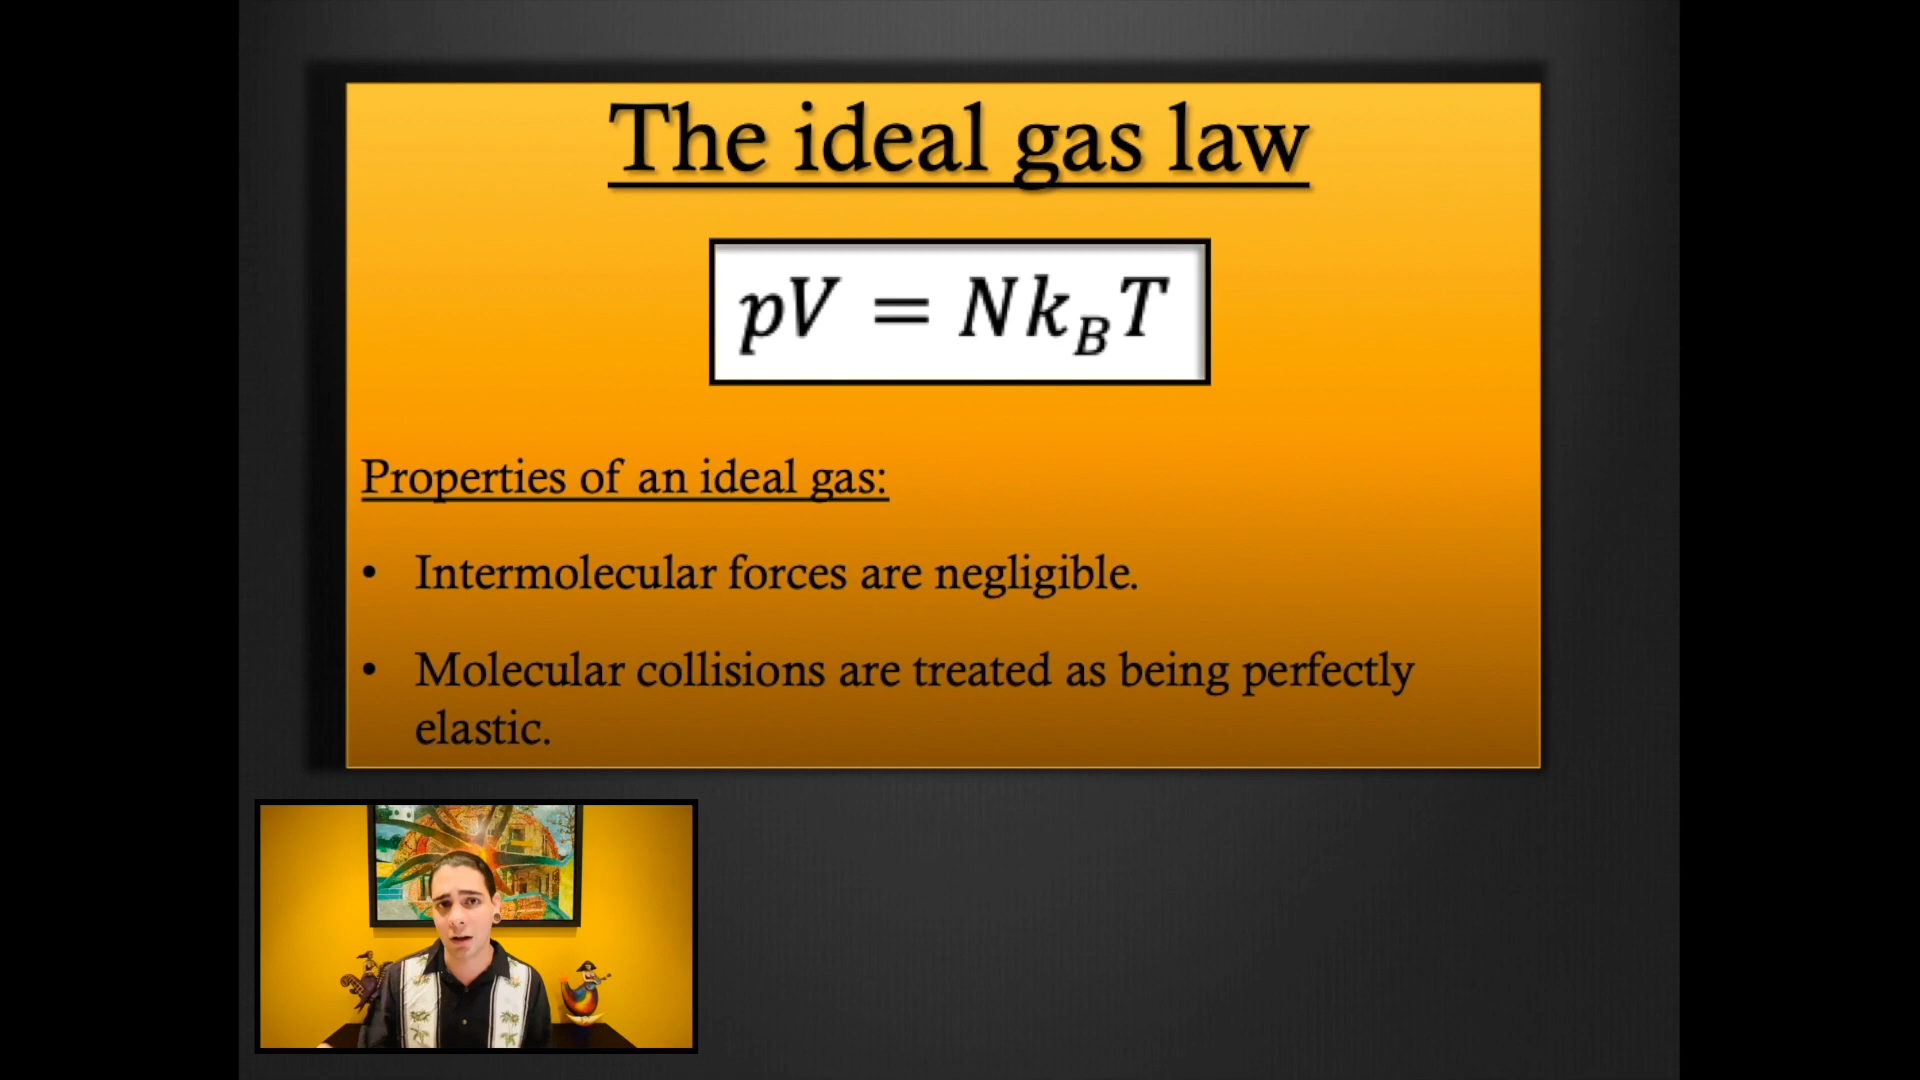 The ideal gas law
pV = Nk_BT
Properties of an ideal gas:
• Intermolecular forces are negligible.
• Molecular collisions are treated as being perfectly
elastic.